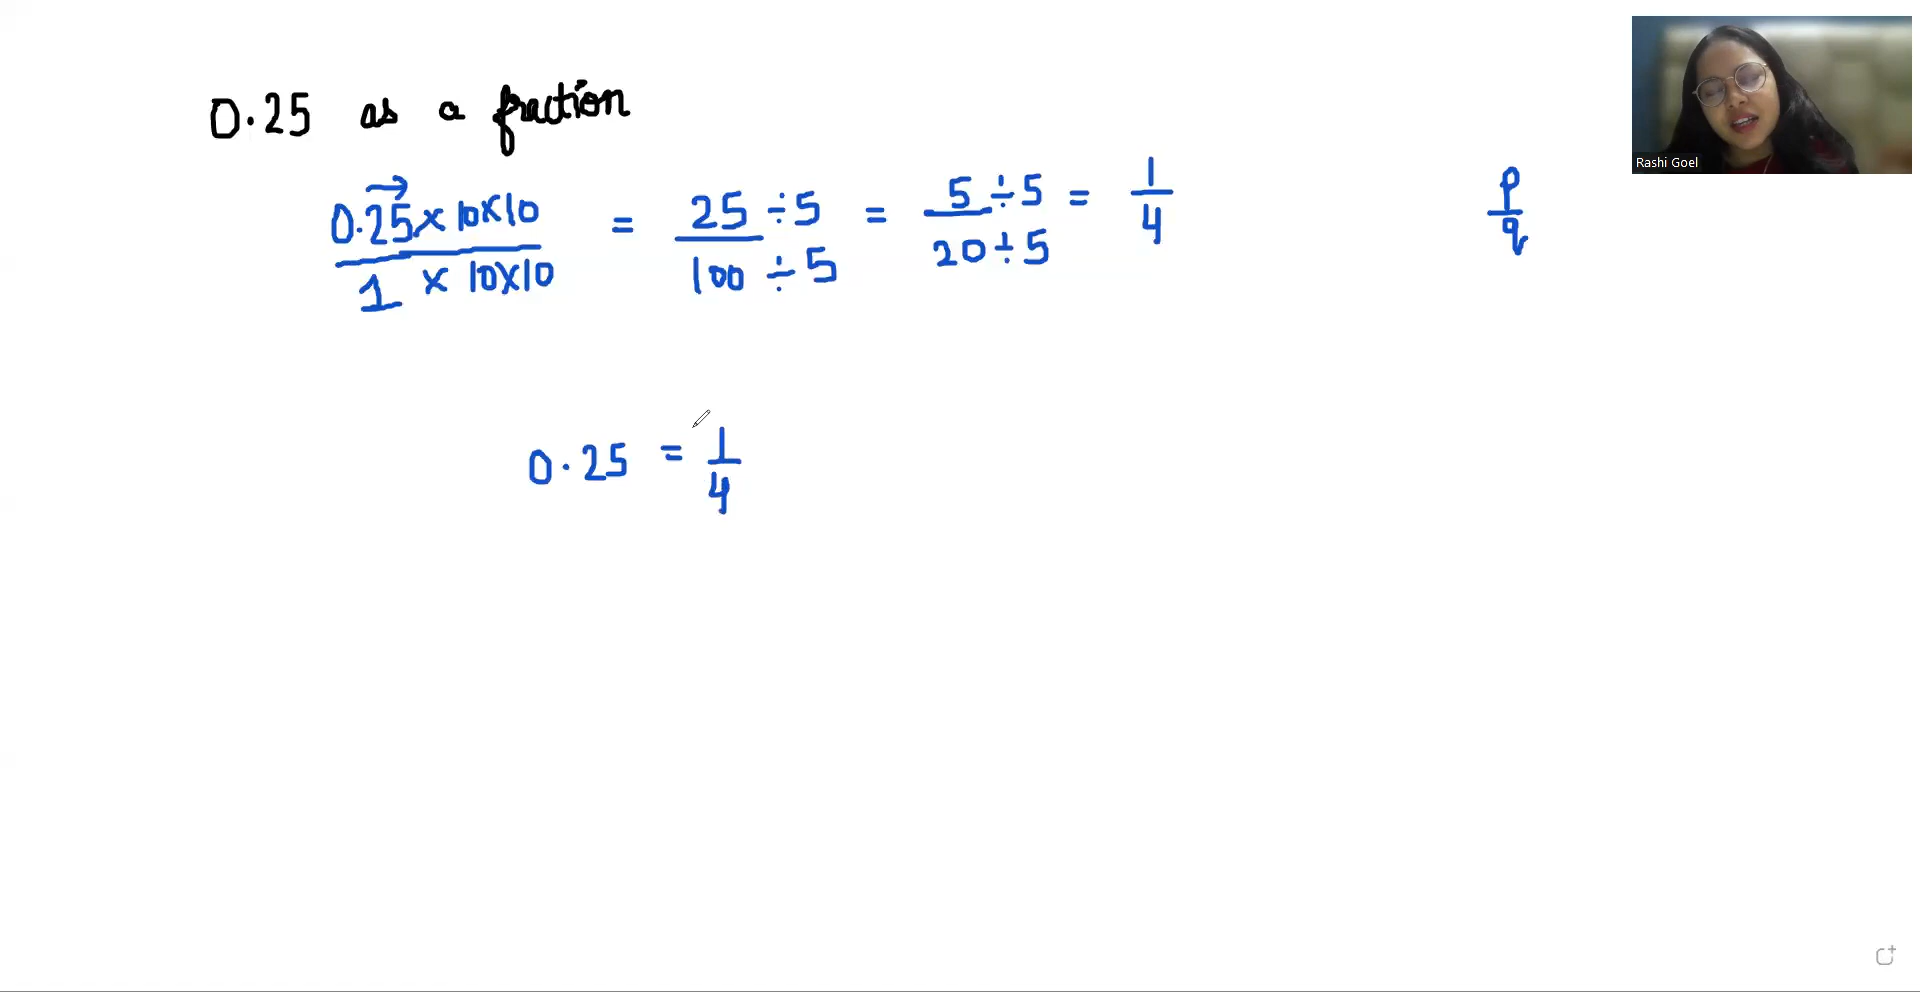 0.25 as a fraction
Rashi Goel
0.25 × 10 × 10 / 1 × 10 × 10 = 25 ÷ 5 / 100 ÷ 5 = 5 ÷ 5 / 20 ÷ 5 = 1/4
p/q
0.25 = 1/4